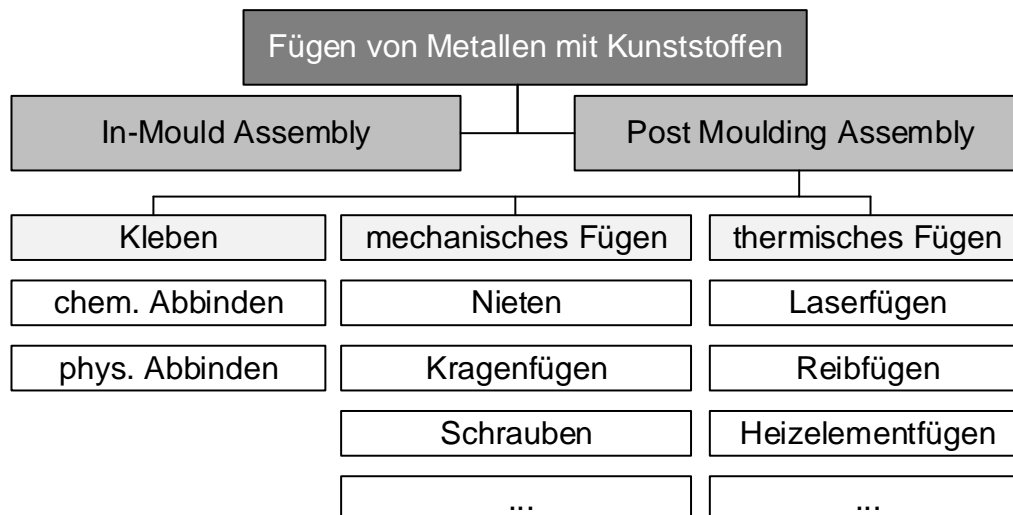 Fügen von Metallen mit Kunststoffen
In-Mould Assembly
Post Moulding Assembly
Kleben
mechanisches Fügen
thermisches Fügen
chem. Abbinden
Nieten
Laserfügen
phys. Abbinden
Kragenfügen
Reibfügen
Schrauben
Heizelementfügen
...
...